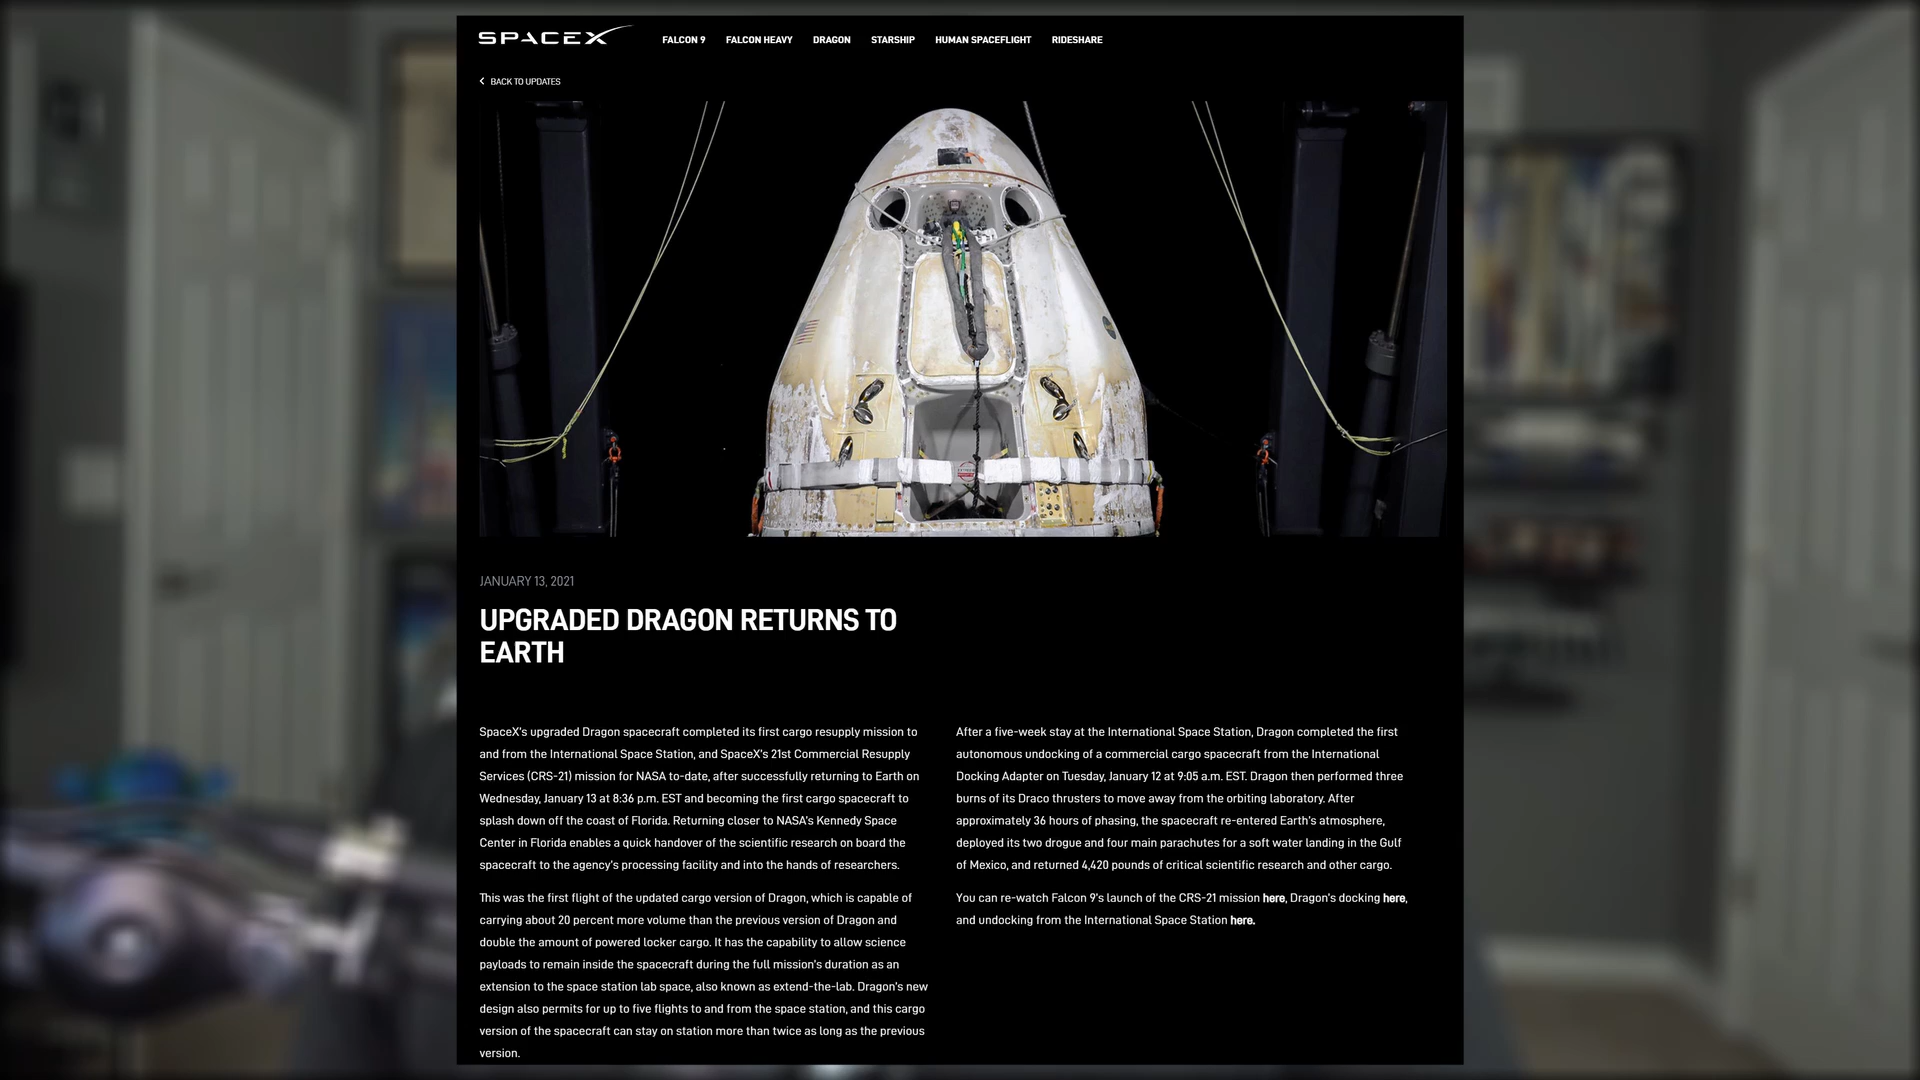 SPACEX
FALCON 9
FALCON HEAVY
DRAGON
STARSHIP
HUMAN SPACEFLIGHT
RIDESHARE
BACK TO UPDATES
JANUARY 13, 2021
UPGRADED DRAGON RETURNS TO
EARTH
SpaceX's upgraded Dragon spacecraft completed its first cargo resupply mission to
and from the International Space Station, and SpaceX's 21st Commercial Resupply
Services (CRS-21) mission for NASA to-date, after successfully returning to Earth on
Wednesday, January 13 at 8:36 p.m. EST and becoming the first cargo spacecraft to
splash down off the coast of Florida. Returning closer to NASA's Kennedy Space
Center in Florida enables a quick handover of the scientific research on board the
spacecraft to the agency's processing facility and into the hands of researchers.
This was the first flight of the updated cargo version of Dragon, which is capable of
carrying about 20 percent more volume than the previous version of Dragon and
double the amount of powered locker cargo. It has the capability to allow science
payloads to remain inside the spacecraft during the full mission's duration as an
extension to the space station lab space, also known as extend-the-lab. Dragon's new
design also permits for up to five flights to and from the space station, and this cargo
version of the spacecraft can stay on station more than twice as long as the previous
version.
After a five-week stay at the International Space Station, Dragon completed the first
autonomous undocking of a commercial cargo spacecraft from the International
Docking Adapter on Tuesday, January 12 at 9:05 a.m. EST. Dragon then performed three
burns of its Draco thrusters to move away from the orbiting laboratory. After
approximately 36 hours of phasing, the spacecraft re-entered Earth's atmosphere,
deployed its two drogue and four main parachutes for a soft water landing in the Gulf
of Mexico, and returned 4,420 pounds of critical scientific research and other cargo.
You can re-watch Falcon 9's launch of the CRS-21 mission here, Dragon's docking here,
and undocking from the International Space Station here.